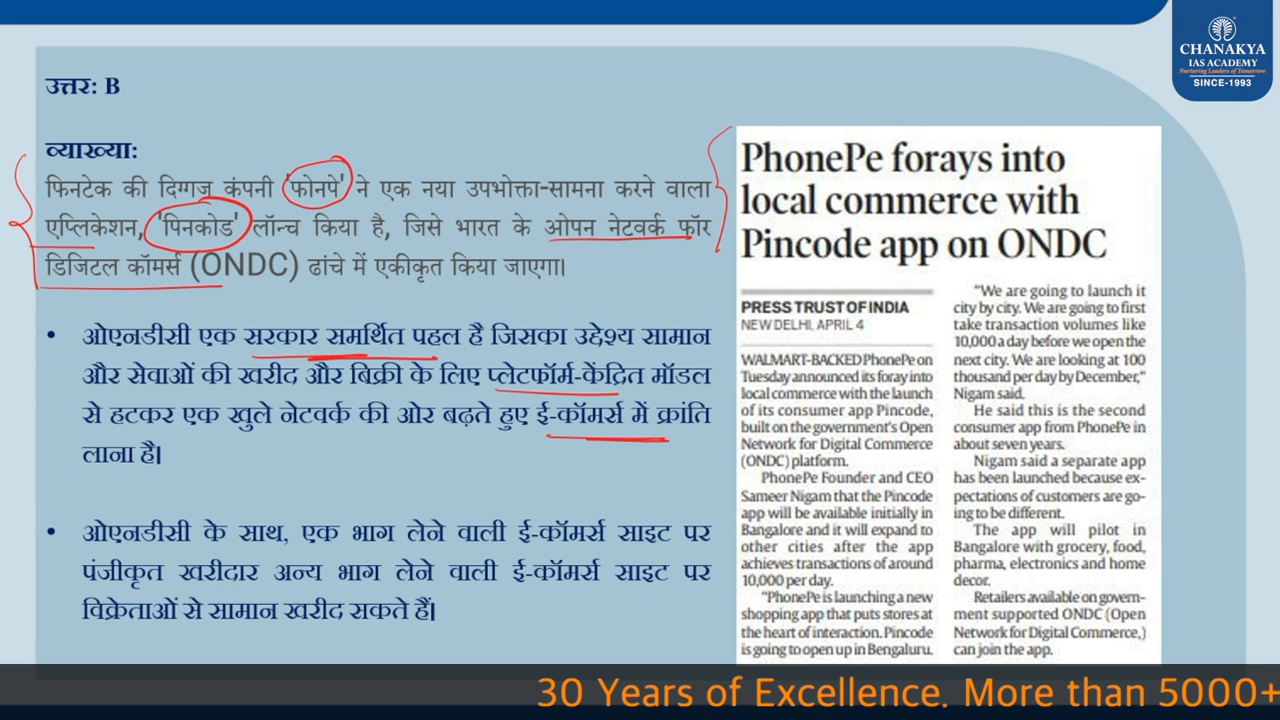 CHANAKYA
IAS ACADEMY
Nurturing Leaders of Tomorrow
SINCE-1993
उत्तर: B
व्याख्या:
फिनटेक की दिग्गज कंपनी 'फोनपे' ने एक नया उपभोक्ता-सामना करने वाला
एप्लिकेशन, 'पिनकोड' लॉन्च किया है, जिसे भारत के ओपन नेटवर्क फॉर
डिजिटल कॉमर्स (ONDC) ढांचे में एकीकृत किया जाएगा।
• ओएनडीसी एक सरकार समर्थित पहल है जिसका उद्देश्य सामान
और सेवाओं की खरीद और बिक्री के लिए प्लेटफॉर्म-केंद्रित मॉडल
से हटकर एक खुले नेटवर्क की ओर बढ़ते हुए ई-कॉमर्स में क्रांति
लाना है।
• ओएनडीसी के साथ, एक भाग लेने वाली ई-कॉमर्स साइट पर
पंजीकृत खरीदार अन्य भाग लेने वाली ई-कॉमर्स साइट पर
विक्रेताओं से सामान खरीद सकते हैं।
PhonePe forays into
local commerce with
Pincode app on ONDC
PRESS TRUST OF INDIA
NEW DELHI, APRIL 4
WALMART-BACKED PhonePe on
Tuesday announced its foray into
local commerce with the launch
of its consumer app Pincode,
built on the government's Open
Network for Digital Commerce
(ONDC) platform.
PhonePe Founder and CEO
Sameer Nigam that the Pincode
app will be available initially in
Bangalore and it will expand to
other cities after the app
achieves transactions of around
10,000 per day.
"PhonePe is launching a new
shopping app that puts stores at
the heart of interaction. Pincode
is going to open up in Bengaluru.
"We are going to launch it
city by city. We are going to first
take transaction volumes like
10,000 a day before we open the
next city. We are looking at 100
thousand per day by December,"
Nigam said.
He said this is the second
consumer app from PhonePe in
about seven years.
Nigam said a separate app
has been launched because ex-
pectations of customers are go-
ing to be different.
The app will pilot in
Bangalore with grocery, food,
pharma, electronics and home
decor.
Retailers available on govern-
ment supported ONDC (Open
Network for Digital Commerce,)
can join the app.
30 Years of Excellence. More than 5000+